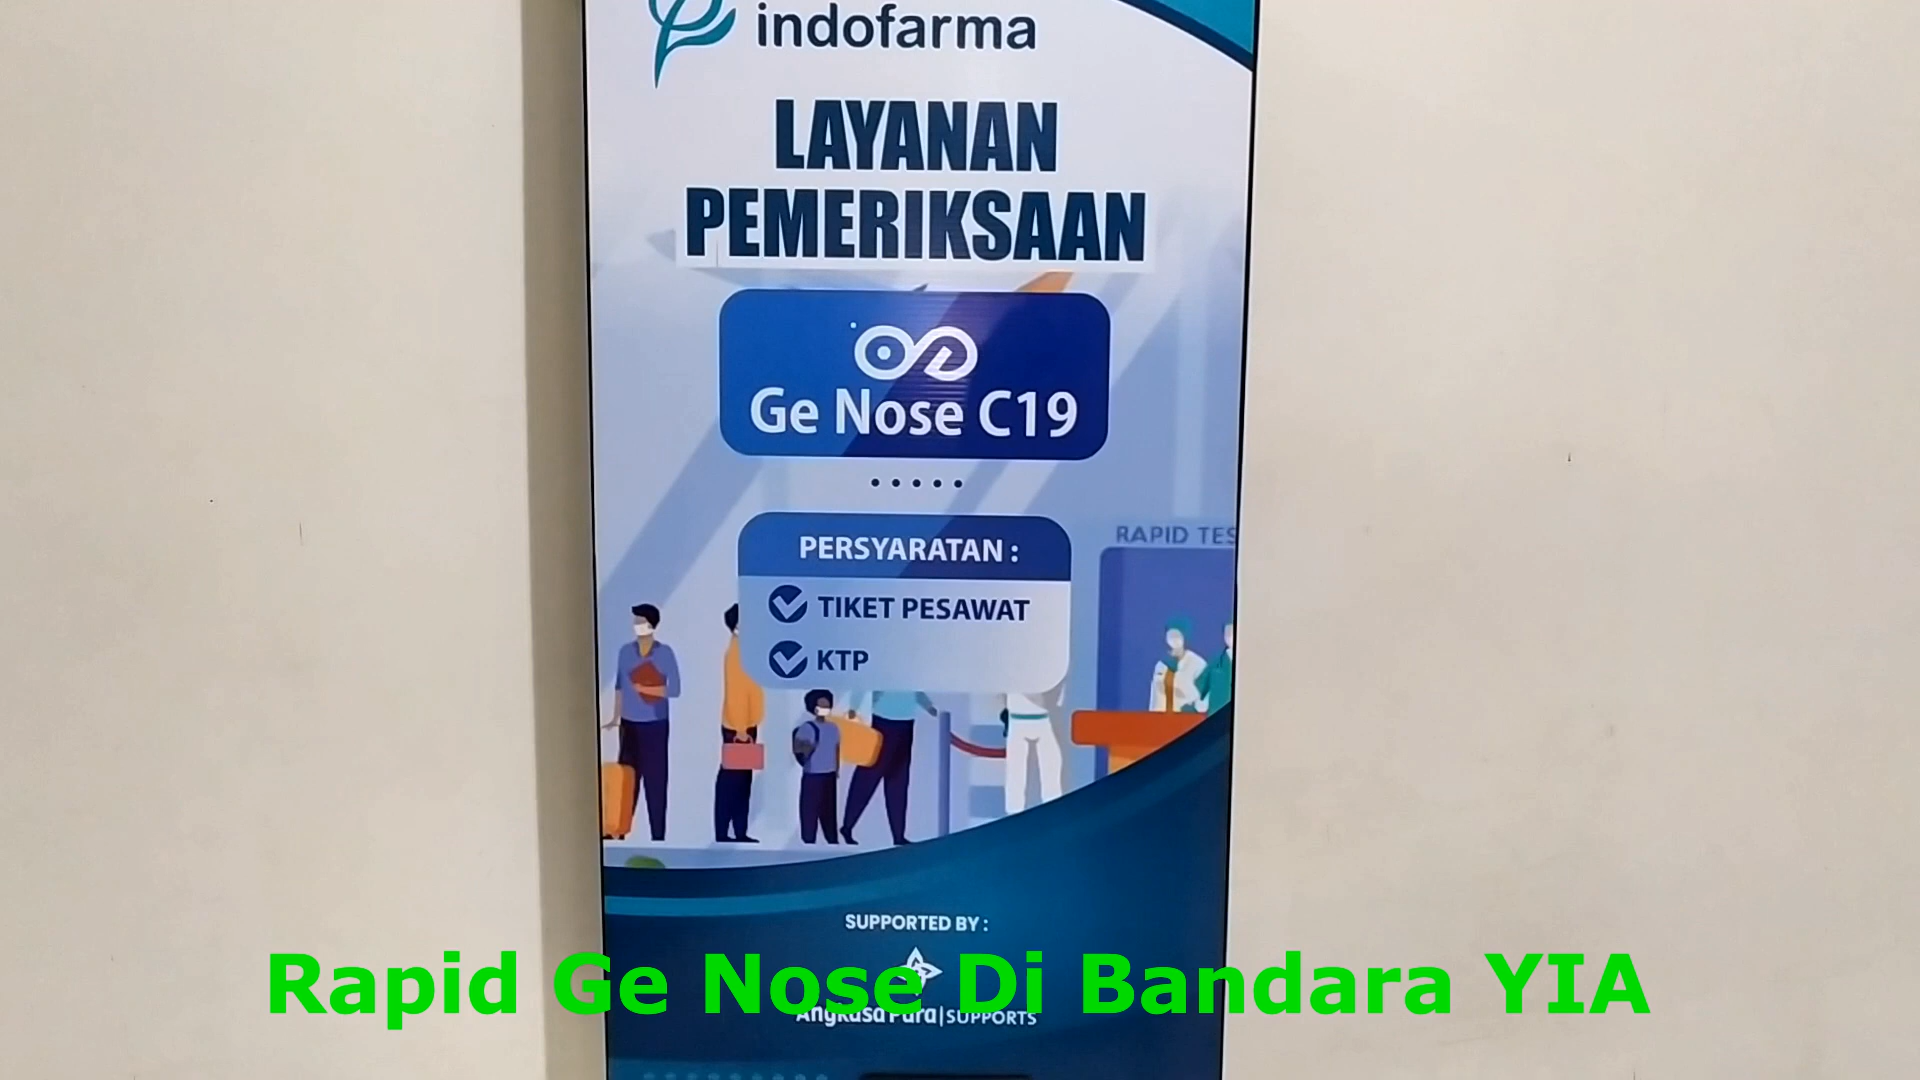 indofarma
LAYANAN
PEMERIKSAAN
Ge Nose C19
PERSYARATAN :
TIKET PESAWAT
KTP
RAPID TES
SUPPORTED BY :
Angkasa Pura|SUPPORTS
Rapid Ge Nose Di Bandara YIA